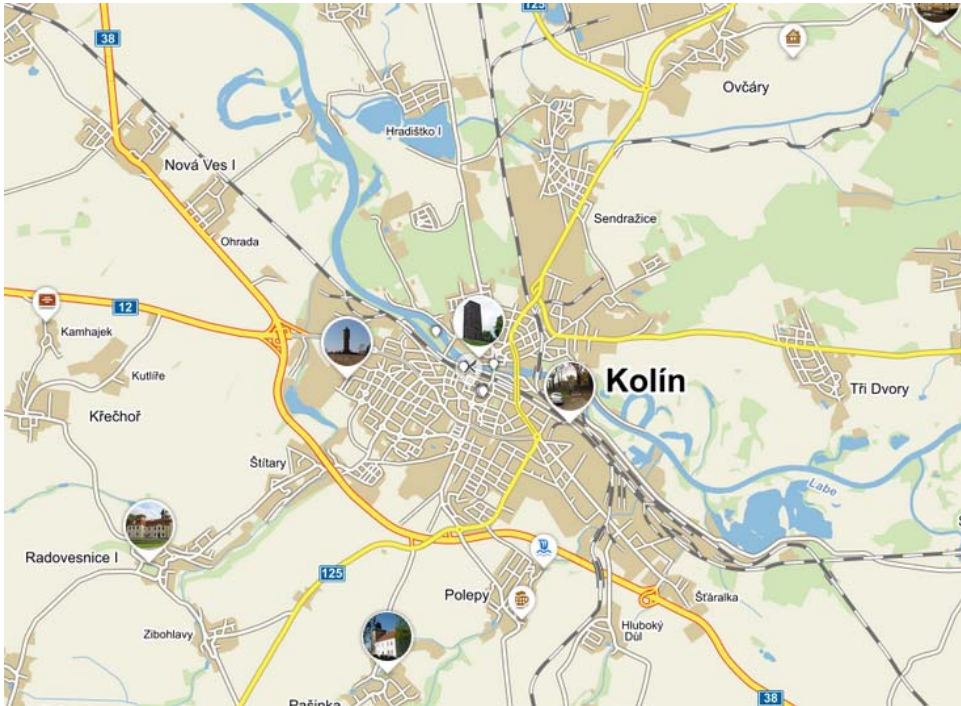 125
38
Ovčáry
Hradištko I
Nová Ves I
Sendražice
Ohrada
12
Kamhajek
Kutlíře
Kolín
Tři Dvory
Křečhoř
Štítary
Labe
Radovesnice I
125
Polepy
Šťáralka
Hluboký
Důl
Zibohlavy
38
Pašinka